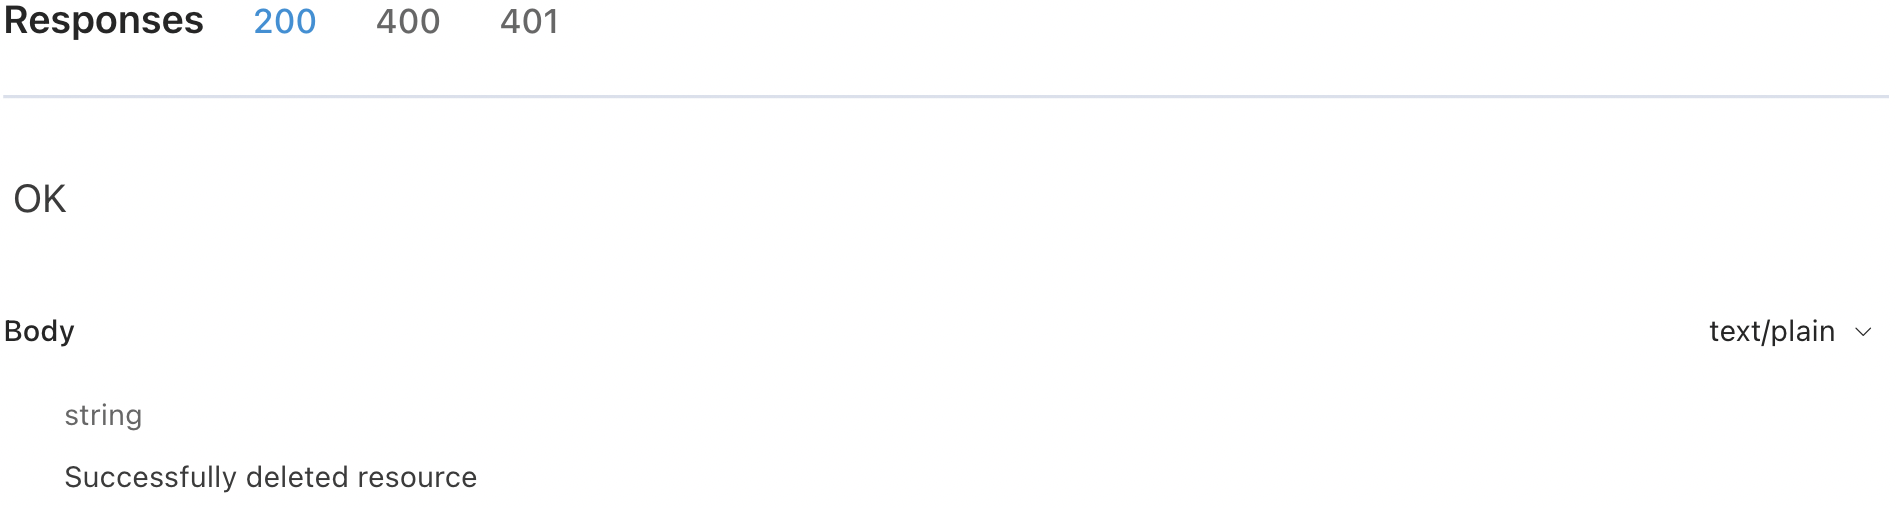 Responses 200 400 401
OK
Body text/plain
string
Successfully deleted resource